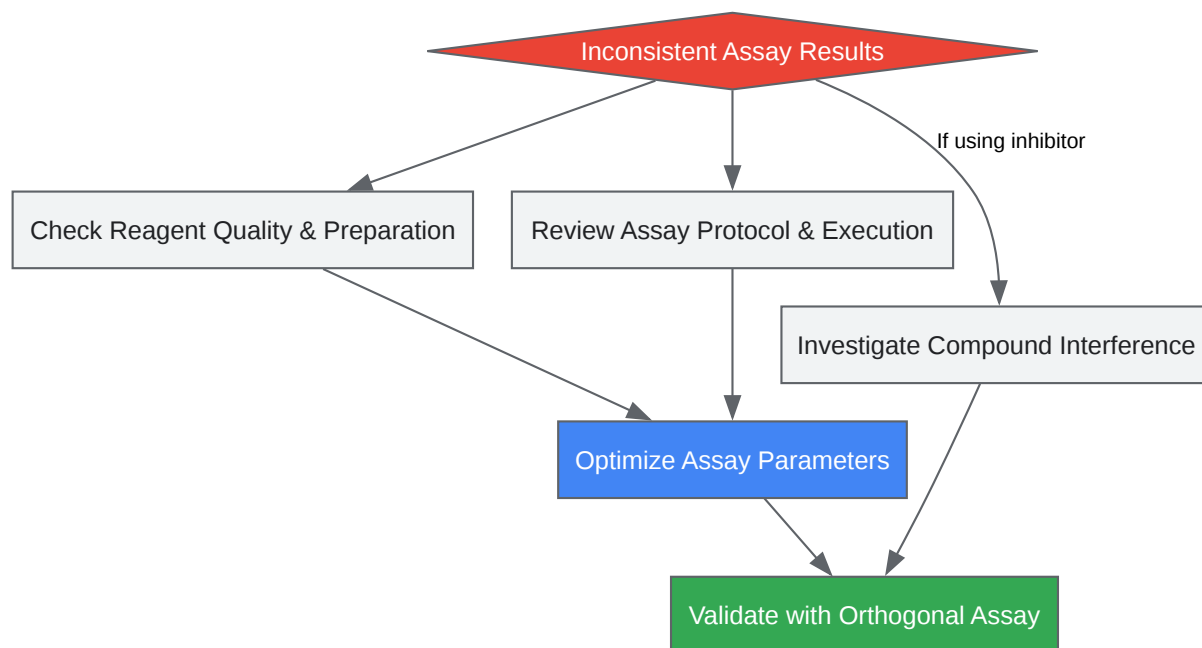 Inconsistent Assay Results
If using inhibitor
Check Reagent Quality & Preparation
Review Assay Protocol & Execution
Investigate Compound Interference
Optimize Assay Parameters
Validate with Orthogonal Assay